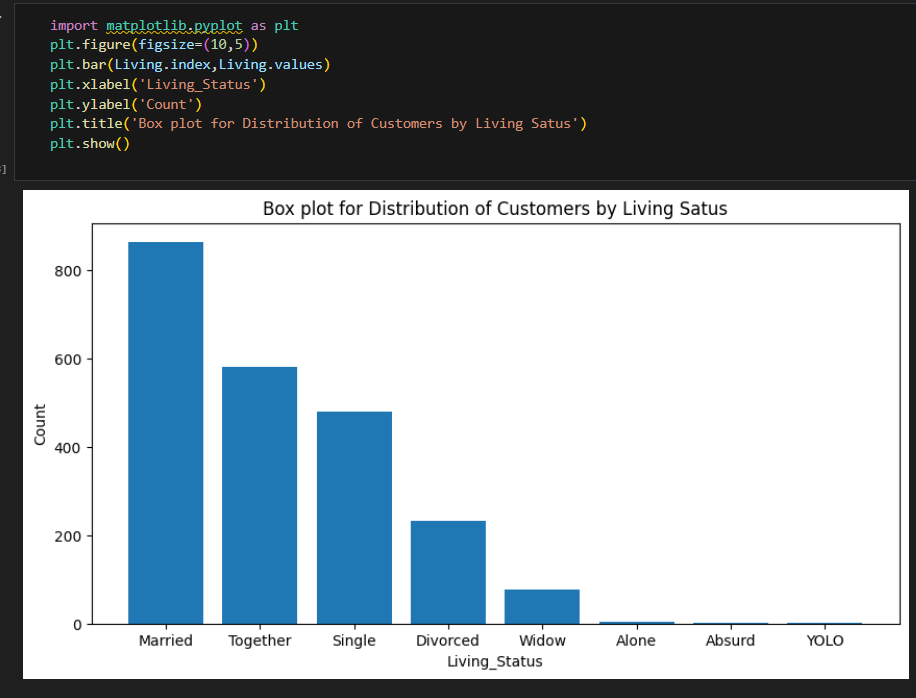 import matplotlib.pyplot as plt
plt.figure(figsize=(10,5))
plt.bar(Living.index,Living.values)
plt.xlabel('Living_Status')
plt.ylabel('Count')
plt.title('Box plot for Distribution of Customers by Living Satus')
plt.show()
]
Box plot for Distribution of Customers by Living Satus
800
600
400
200
0
Count
Married Together Single Divorced Widow Alone Absurd YOLO
Living_Status